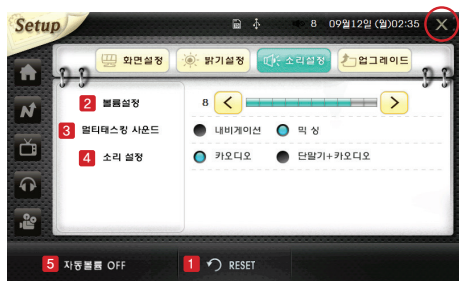 Setup 8 09월12일 (월)02:35
화면설정 밝기설정 소리설정 업그레이드
2 볼륨설정 8
3 멀티태스킹 사운드 내비게이션 믹 싱
4 소리 설정 카오디오 단말기+카오디오
5 자동볼륨 OFF 1 RESET